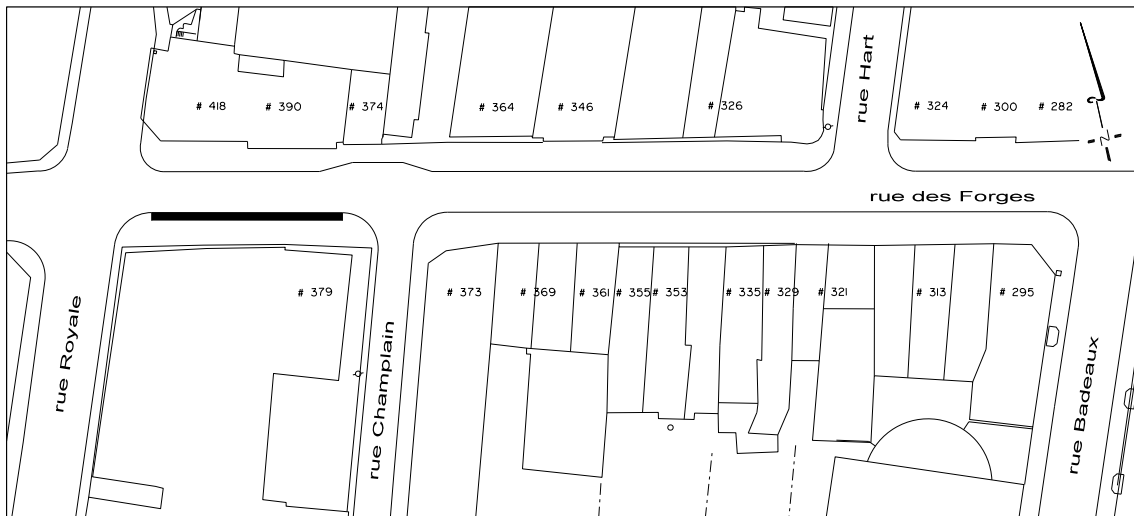 rue Hart
# 418 # 390 # 374 # 364 # 346 # 326 # 324 # 300 # 282
N
rue des Forges
# 379 # 373 # 369 # 361 # 355 # 353 # 335 # 329 # 321 # 313 # 295
rue Royale
rue Champlain
rue Badeaux